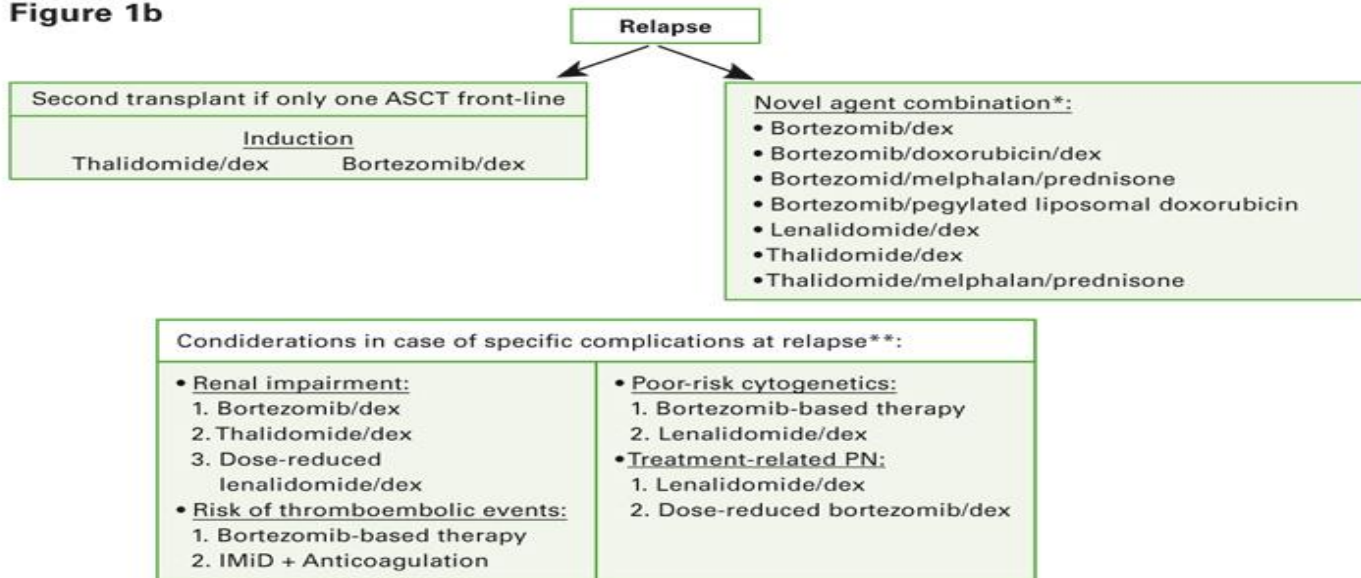 Figure 1b
Relapse
Second transplant if only one ASCT front-line
Induction
Thalidomide/dex Bortezomib/dex
Novel agent combination*:
• Bortezomib/dex
• Bortezomib/doxorubicin/dex
• Bortezomid/melphalan/prednisone
• Bortezomib/pegylated liposomal doxorubicin
• Lenalidomide/dex
•Thalidomide/dex
•Thalidomide/melphalan/prednisone
Condiderations in case of specific complications at relapse**:
• Renal impairment:
1. Bortezomib/dex
2. Thalidomide/dex
3. Dose-reduced
lenalidomide/dex
• Risk of thromboembolic events:
1. Bortezomib-based therapy
2. IMiD + Anticoagulation
• Poor-risk cytogenetics:
1. Bortezomib-based therapy
2. Lenalidomide/dex
•Treatment-related PN:
1. Lenalidomide/dex
2. Dose-reduced bortezomib/dex